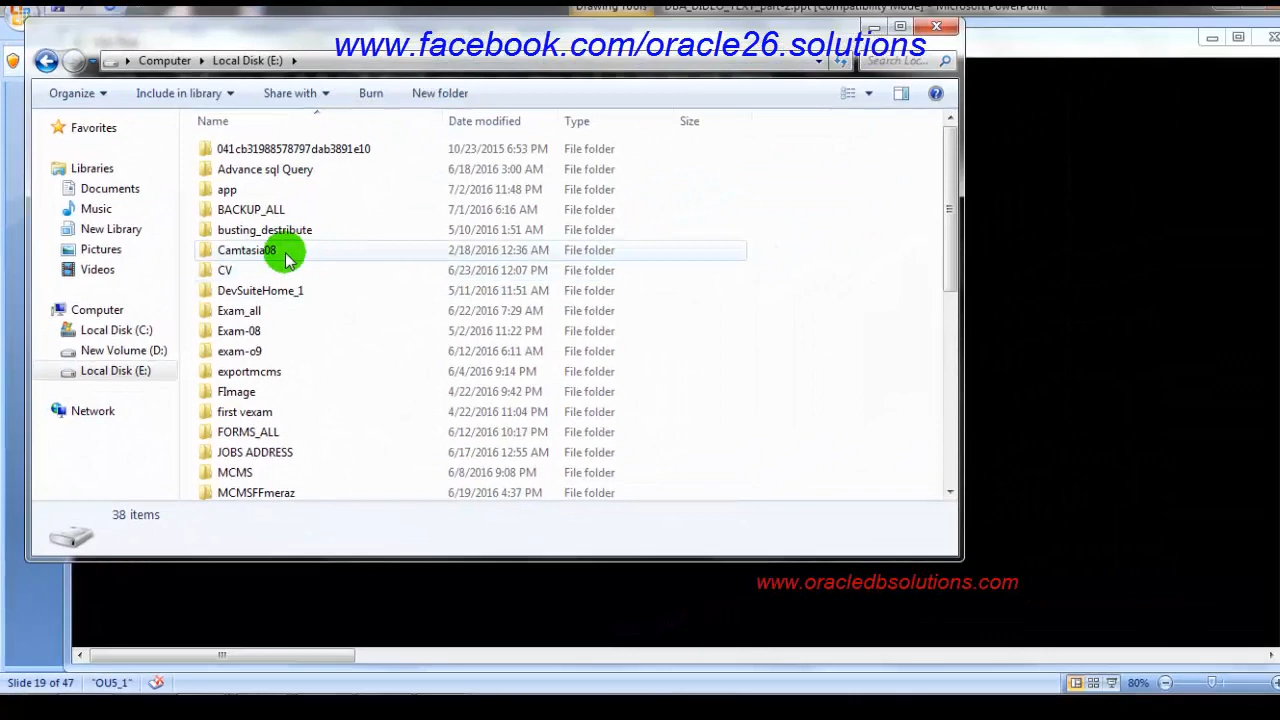 Drawing Tools DBA_DIDEO_TEXT_part-2.ppt [Compatibility Mode] - Microsoft PowerPoint
www.facebook.com/oracle26.solutions
Computer Local Disk (E:) Search Loc...
Organize Include in library Share with Burn New folder
Name Date modified Type Size
Favorites
Libraries
Documents
Music
New Library
Pictures
Videos
Computer
Local Disk (C:)
New Volume (D:)
Local Disk (E:)
Network
041cb31988578797dab3891e10 10/23/2015 6:53 PM File folder
Advance sql Query 6/18/2016 3:00 AM File folder
app 7/2/2016 11:48 PM File folder
BACKUP_ALL 7/1/2016 6:16 AM File folder
busting_destribute 5/10/2016 1:51 AM File folder
Camtasia08 2/18/2016 12:36 AM File folder
CV 6/23/2016 12:07 PM File folder
DevSuiteHome_1 5/11/2016 11:51 AM File folder
Exam_all 6/22/2016 7:29 AM File folder
Exam-08 5/2/2016 11:22 PM File folder
exam-o9 6/12/2016 6:11 AM File folder
exportmcms 6/4/2016 9:14 PM File folder
FImage 4/22/2016 9:42 PM File folder
first vexam 4/22/2016 11:04 PM File folder
FORMS_ALL 6/12/2016 10:17 PM File folder
JOBS ADDRESS 6/17/2016 12:55 AM File folder
MCMS 6/8/2016 9:08 PM File folder
MCMSFFmeraz 6/19/2016 4:37 PM File folder
38 items
www.oracledbsolutions.com
Slide 19 of 47 "OU5_1" 80%